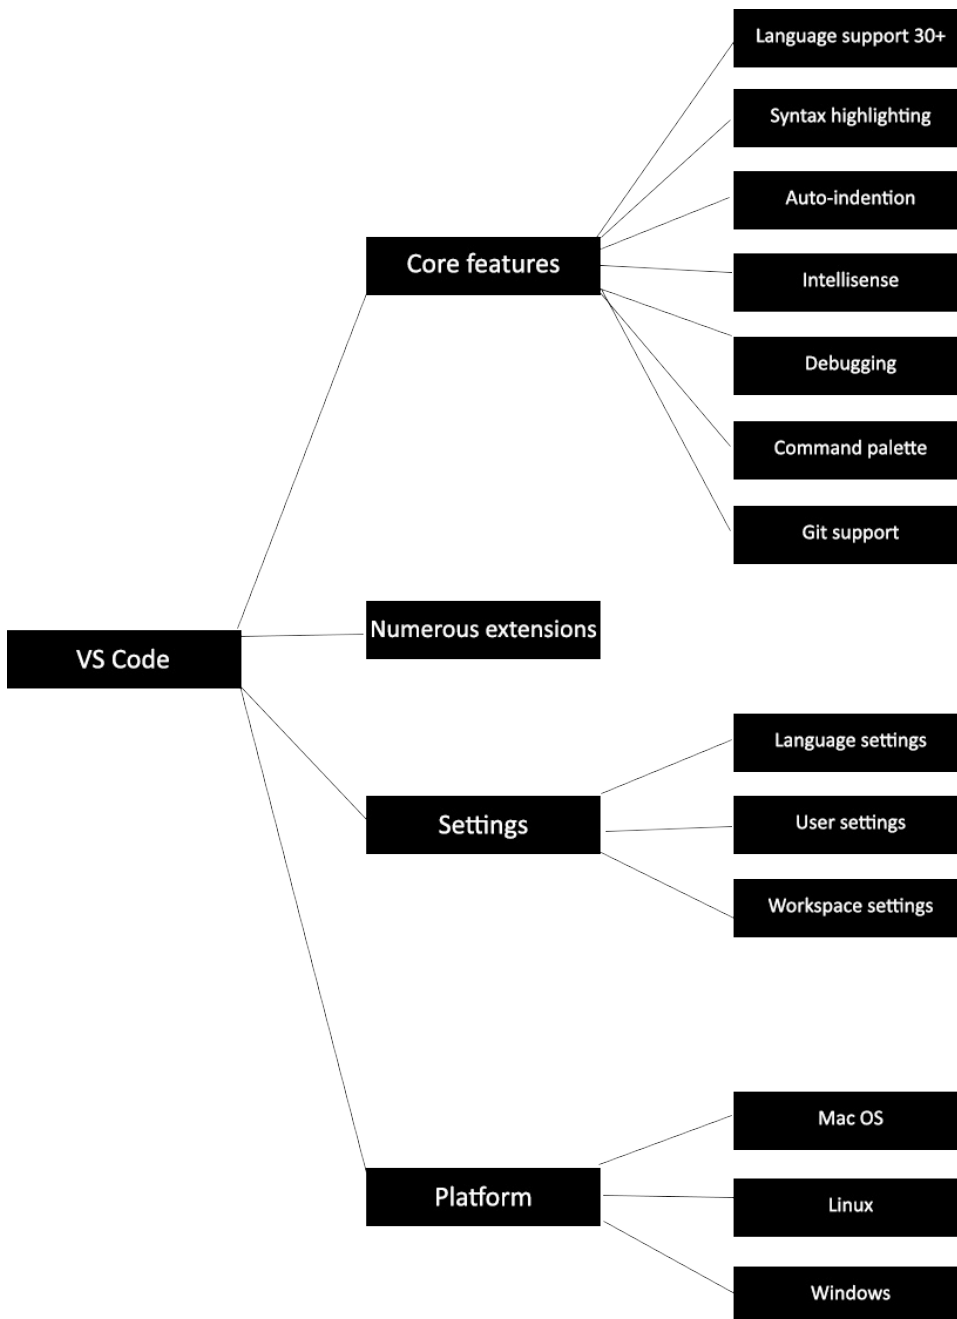 Language support 30+
Syntax highlighting
Auto-indention
Core features
Intellisense
Debugging
Command palette
Git support
Numerous extensions
VS Code
Language settings
Settings
User settings
Workspace settings
Mac OS
Platform
Linux
Windows